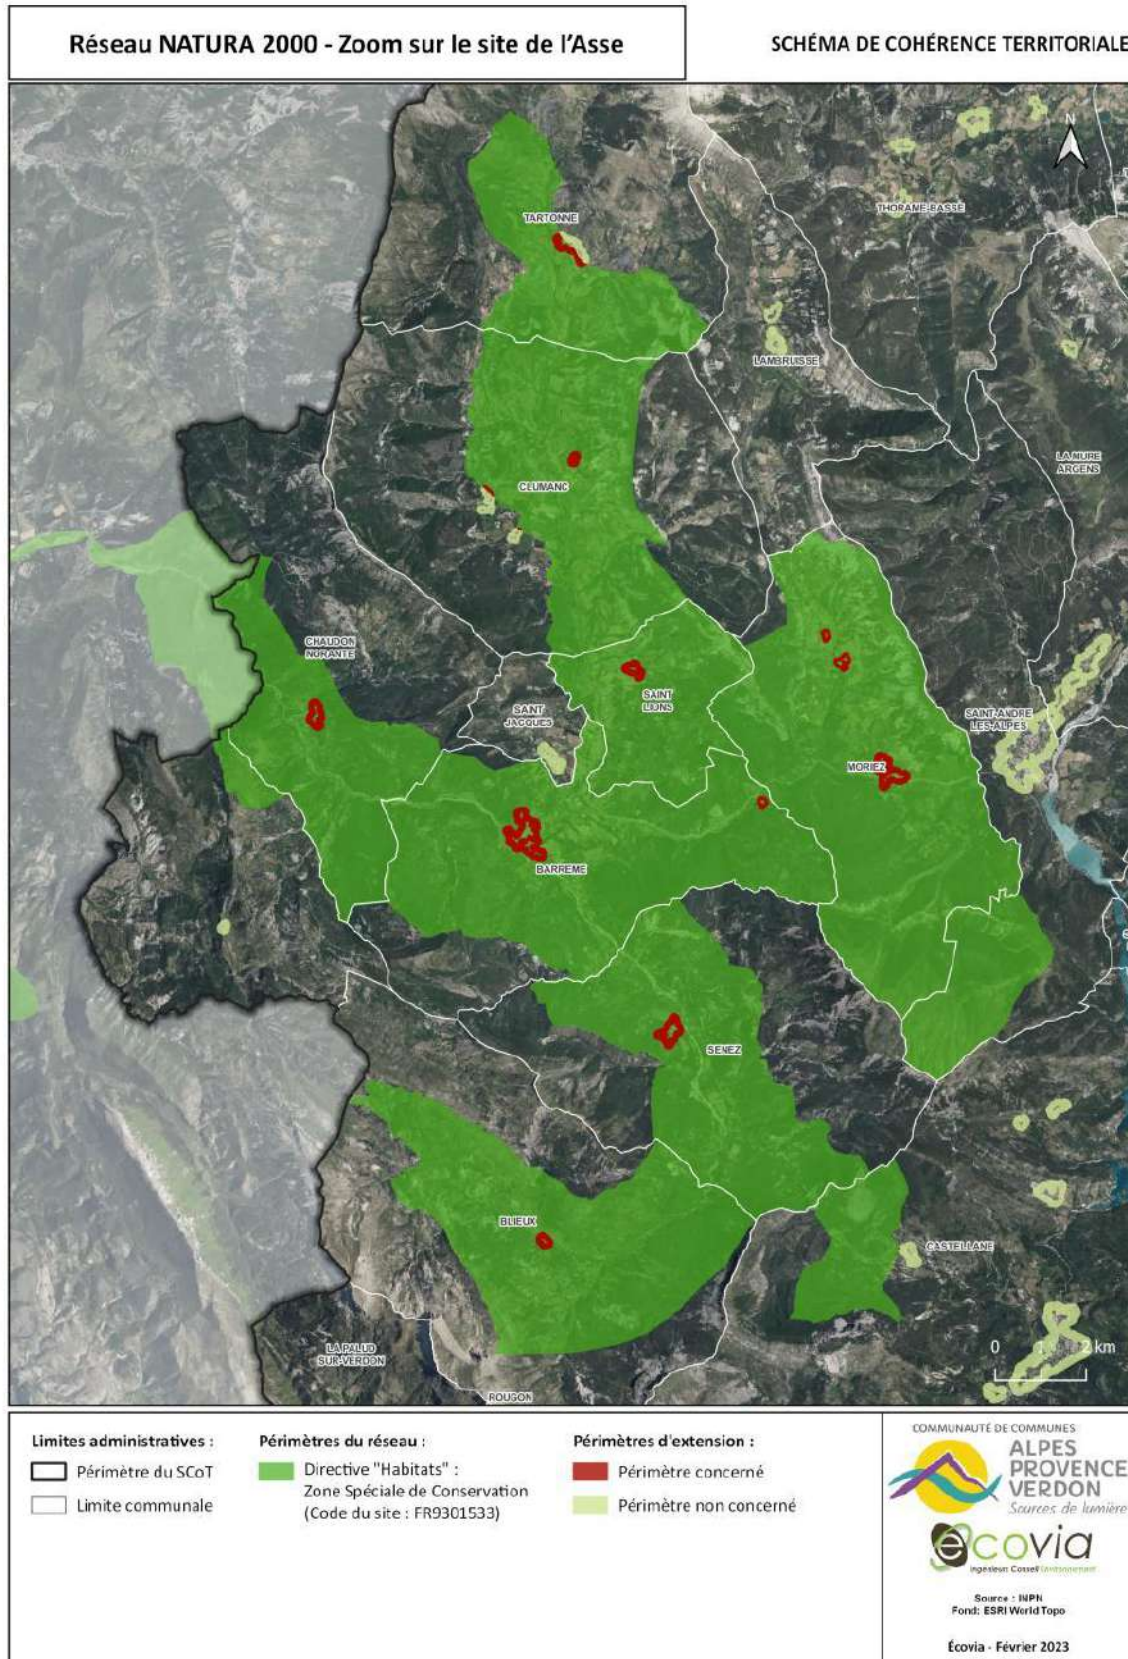 Réseau NATURA 2000 - Zoom sur le site de l'Asse
SCHÉMA DE COHÉRENCE TERRITORIALE
N
TARTONNE
THORAME-BASSE
LAMBRUISSE
LA MURE
ARGENS
CLUMANC
CHAUDON
NORANTE
SAINT
JACQUES
SAINT
LIONS
SAINT-ANDRE
LES-ALPES
MORIEZ
BARREME
SENEZ
BLIEUX
CASTELLANE
LA PALUD
SUR-VERDON
ROUGON
0 1 2 km
Limites administratives :
Périmètre du SCoT
Limite communale
Périmètres du réseau :
Directive "Habitats" :
Zone Spéciale de Conservation
(Code du site : FR9301533)
Périmètres d'extension :
Périmètre concerné
Périmètre non concerné
COMMUNAUTÉ DE COMMUNES
ALPES
PROVENCE
VERDON
Sources de lumière
ecovia
Ingénieurs Conseil Environnement
Source : INPN
Fond: ESRI World Topo
Écovia - Février 2023